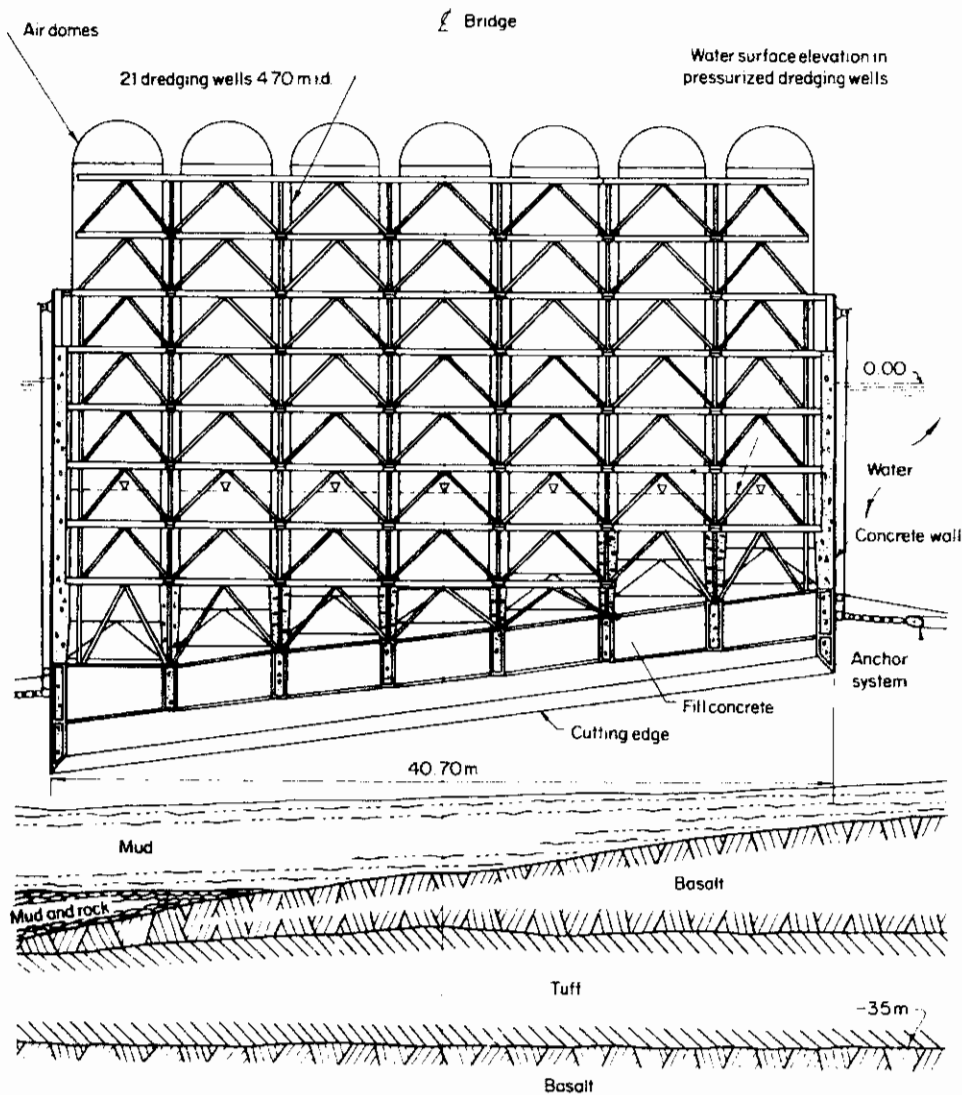 Air domes
℄ Bridge
21 dredging wells 4.70 m i.d.
Water surface elevation in
pressurized dredging wells
0.00
Water
Concrete wall
Anchor
system
Fill concrete
Cutting edge
40.70 m
Mud
Mud and rock
Basalt
Tuff
-35m
Basalt